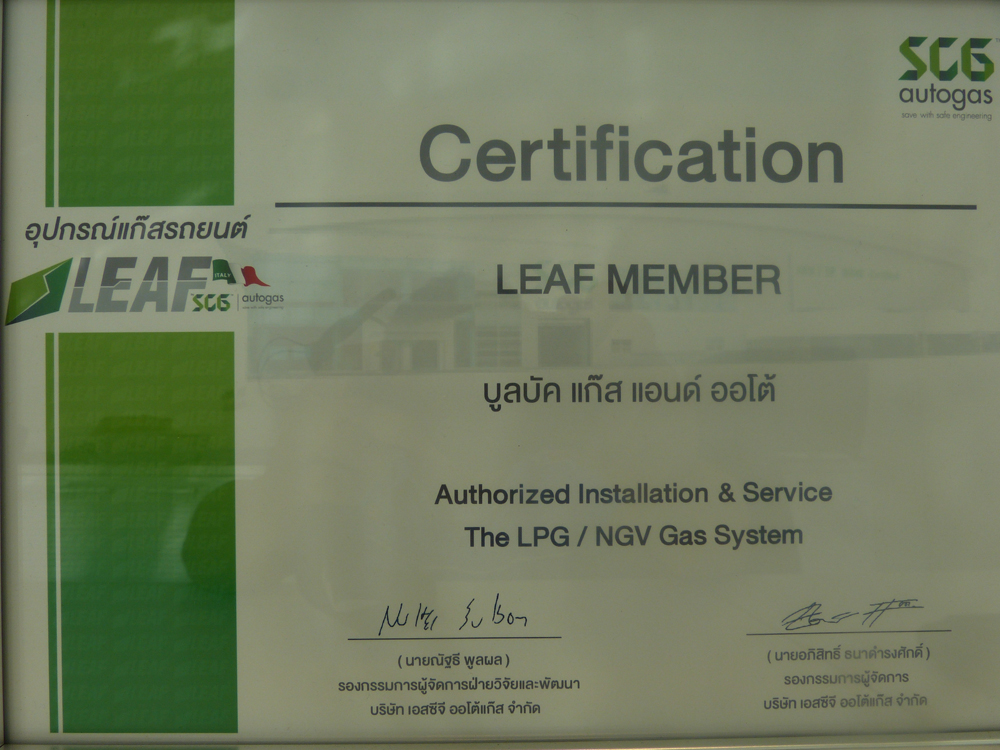 SCG
autogas
save with safe engineering
Certification
อุปกรณ์แก๊สรถยนต์
LEAF
ITALY
SCG autogas
LEAF MEMBER
บูลบัค แก๊ส แอนด์ ออโต้
Authorized Installation & Service
The LPG / NGV Gas System
( นายณัฐธี พูลผล )
รองกรรมการผู้จัดการฝ่ายวิจัยและพัฒนา
บริษัท เอสซีจี ออโต้แก๊ส จำกัด
( นายอภิสิทธิ์ ธนาดำรงศักดิ์ )
รองกรรมการผู้จัดการ
บริษัท เอสซีจี ออโต้แก๊ส จำกัด